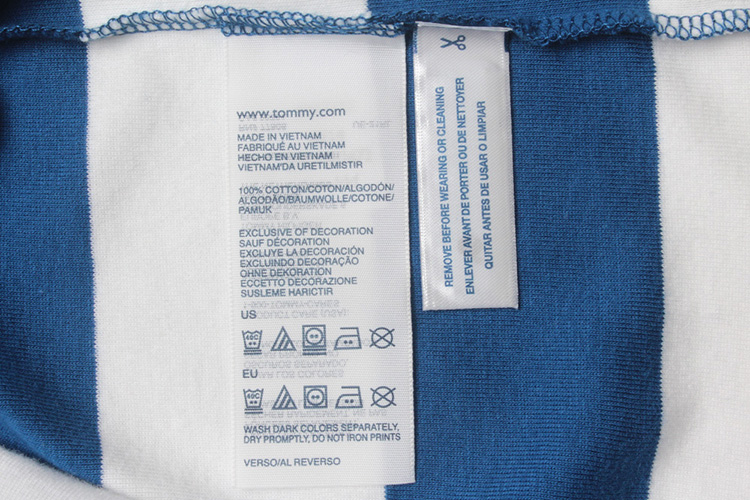 www.tommy.com
MADE IN VIETNAM
FABRIQUÉ AU VIETNAM
HECHO EN VIETNAM
VIETNAM'DA URETILMISTIR
100% COTTON/COTON/ALGODÓN/
ALGODÃO/BAUMWOLLE/COTONE/
PAMUK
EXCLUSIVE OF DECORATION
SAUF DÉCORATION
EXCLUYE LA DECORACIÓN
EXCLUINDO DECORAÇÃO
OHNE DEKORATION
ECCETTO DECORAZIONE
SUSLEME HARICTIR
US
40C
EU
40C
WASH DARK COLORS SEPARATELY,
DRY PROMPTLY, DO NOT IRON PRINTS
VERSO/AL REVERSO
REMOVE BEFORE WEARING OR CLEANING
ENLEVER AVANT DE PORTER OU DE NETTOYER
QUITAR ANTES DE USAR O LIMPIAR